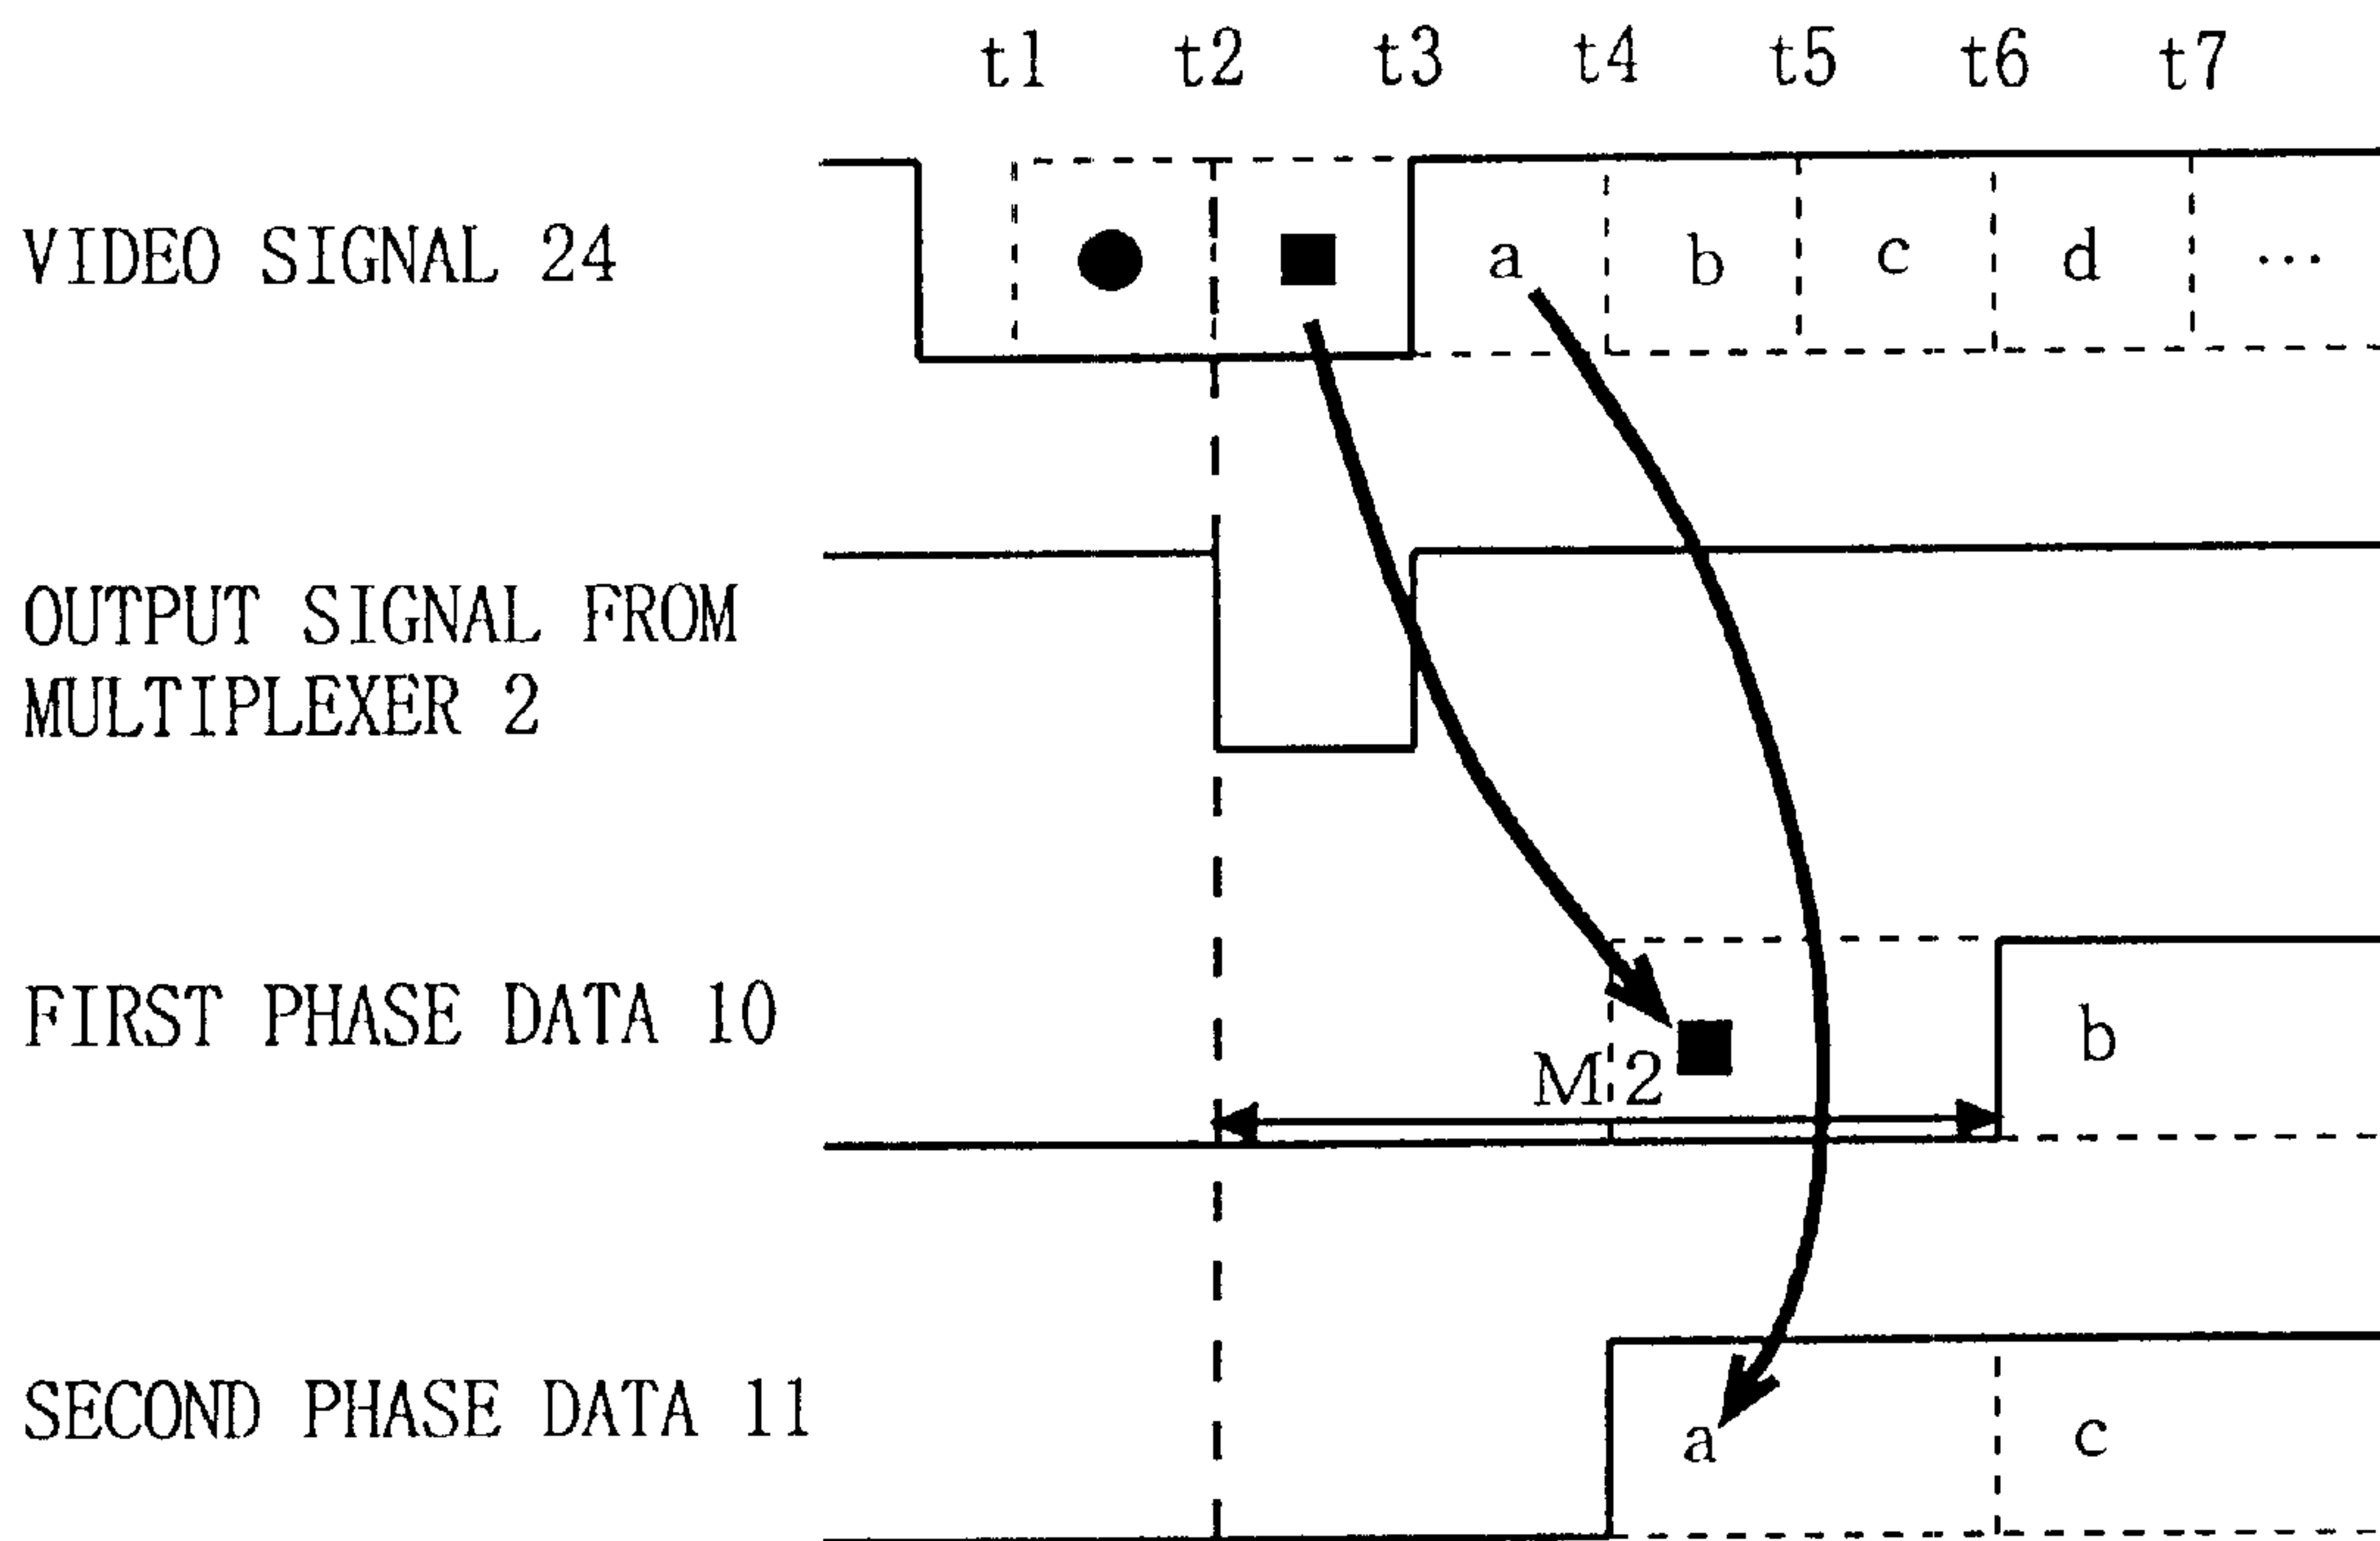 t1 t2 t3 t4 t5 t6 t7
VIDEO SIGNAL 24
a b c d ...
OUTPUT SIGNAL FROM
MULTIPLEXER 2
FIRST PHASE DATA 10
M2
b
SECOND PHASE DATA 11
a c